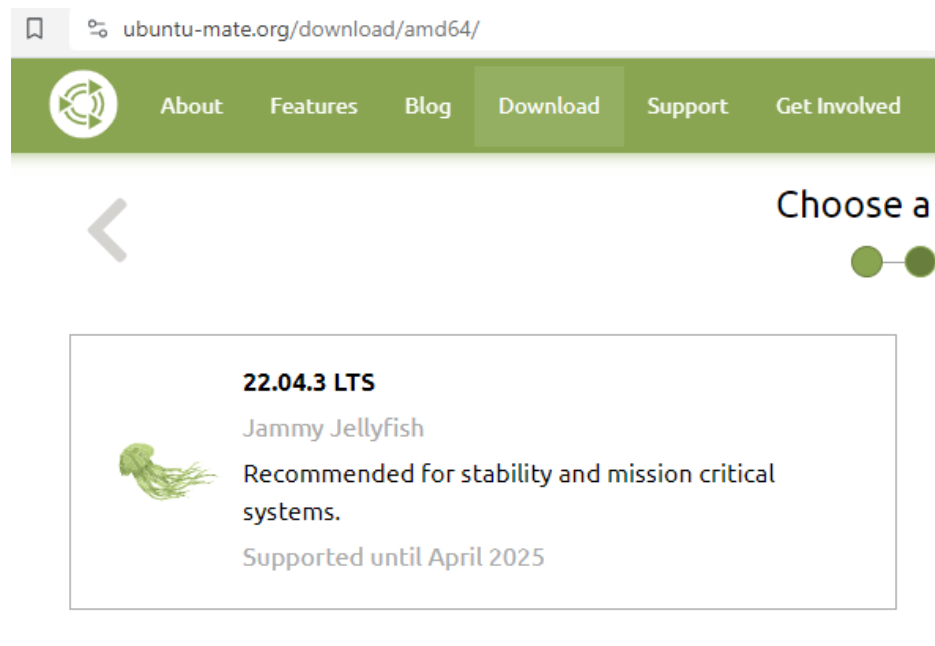 ubuntu-mate.org/download/amd64/
About Features Blog Download Support Get Involved
Choose a
22.04.3 LTS
Jammy Jellyfish
Recommended for stability and mission critical
systems.
Supported until April 2025